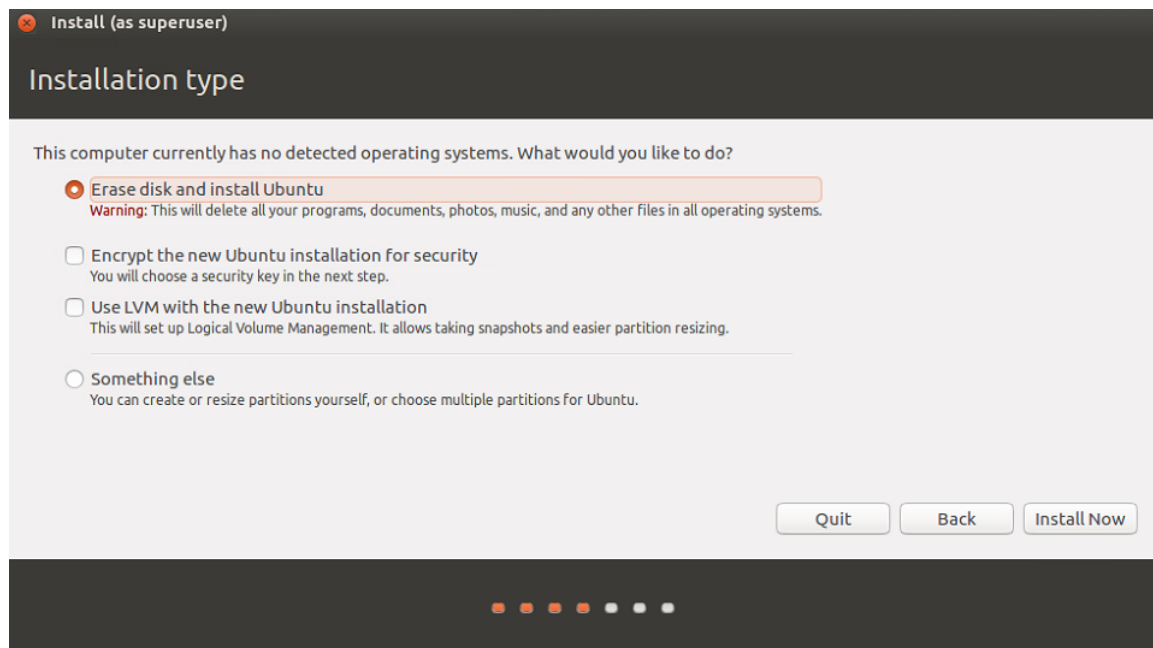 Install (as superuser)
Installation type
This computer currently has no detected operating systems. What would you like to do?
Erase disk and install Ubuntu
Warning: This will delete all your programs, documents, photos, music, and any other files in all operating systems.
Encrypt the new Ubuntu installation for security
You will choose a security key in the next step.
Use LVM with the new Ubuntu installation
This will set up Logical Volume Management. It allows taking snapshots and easier partition resizing.
Something else
You can create or resize partitions yourself, or choose multiple partitions for Ubuntu.
Quit Back Install Now